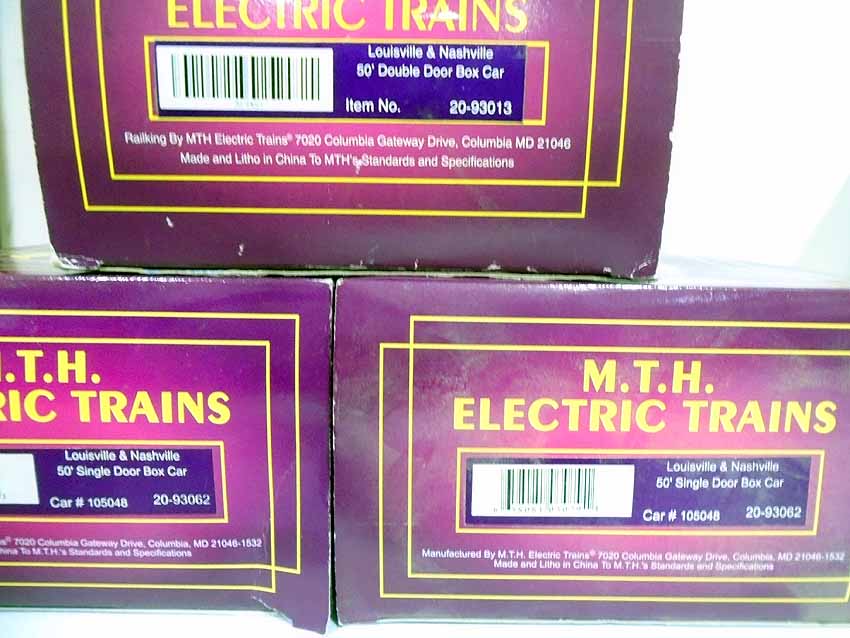 ELECTRIC TRAINS
Louisville & Nashville
50' Double Door Box Car
Item No. 20-93013
Railking By MTH Electric Trains® 7020 Columbia Gateway Drive, Columbia MD 21046
Made and Litho in China To MTH's Standards and Specifications
.T.H.
RIC TRAINS
Louisville & Nashville
50' Single Door Box Car
Car # 105048 20-93062
ns® 7020 Columbia Gateway Drive, Columbia, MD 21046-1532
hina To M.T.H.'s Standards and Specifications
M.T.H.
ELECTRIC TRAINS
Louisville & Nashville
50' Single Door Box Car
Car # 105048 20-93062
Manufactured By M.T.H. Electric Trains® 7020 Columbia Gateway Drive, Columbia, MD 21046-1532
Made and Litho in China To M.T.H.'s Standards and Specifications